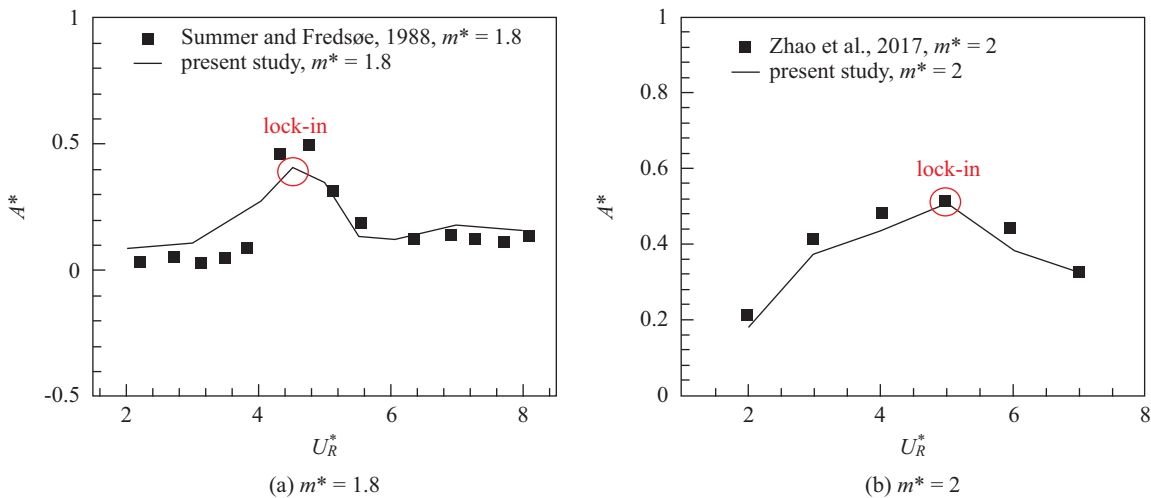 1
0.5
0
-0.5
A*
■ Summer and Fredsøe, 1988, m* = 1.8
present study, m* = 1.8
lock-in
2
4
6
8
U*R
(a) m* = 1.8
1
0.8
0.6
0.4
0.2
0
A*
■ Zhao et al., 2017, m* = 2
present study, m* = 2
lock-in
2
4
6
8
U*R
(b) m* = 2